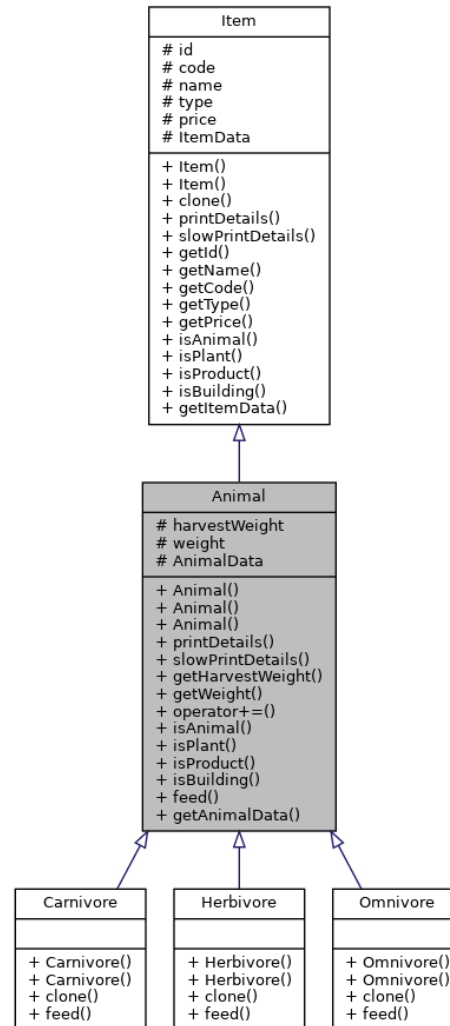 Item
# id
# code
# name
# type
# price
# ItemData
+ Item()
+ Item()
+ clone()
+ printDetails()
+ slowPrintDetails()
+ getId()
+ getName()
+ getCode()
+ getType()
+ getPrice()
+ isAnimal()
+ isPlant()
+ isProduct()
+ isBuilding()
+ getItemData()
Animal
# harvestWeight
# weight
# AnimalData
+ Animal()
+ Animal()
+ Animal()
+ printDetails()
+ slowPrintDetails()
+ getHarvestWeight()
+ getWeight()
+ operator+=()
+ isAnimal()
+ isPlant()
+ isProduct()
+ isBuilding()
+ feed()
+ getAnimalData()
Carnivore
+ Carnivore()
+ Carnivore()
+ clone()
+ feed()
Herbivore
+ Herbivore()
+ Herbivore()
+ clone()
+ feed()
Omnivore
+ Omnivore()
+ Omnivore()
+ clone()
+ feed()